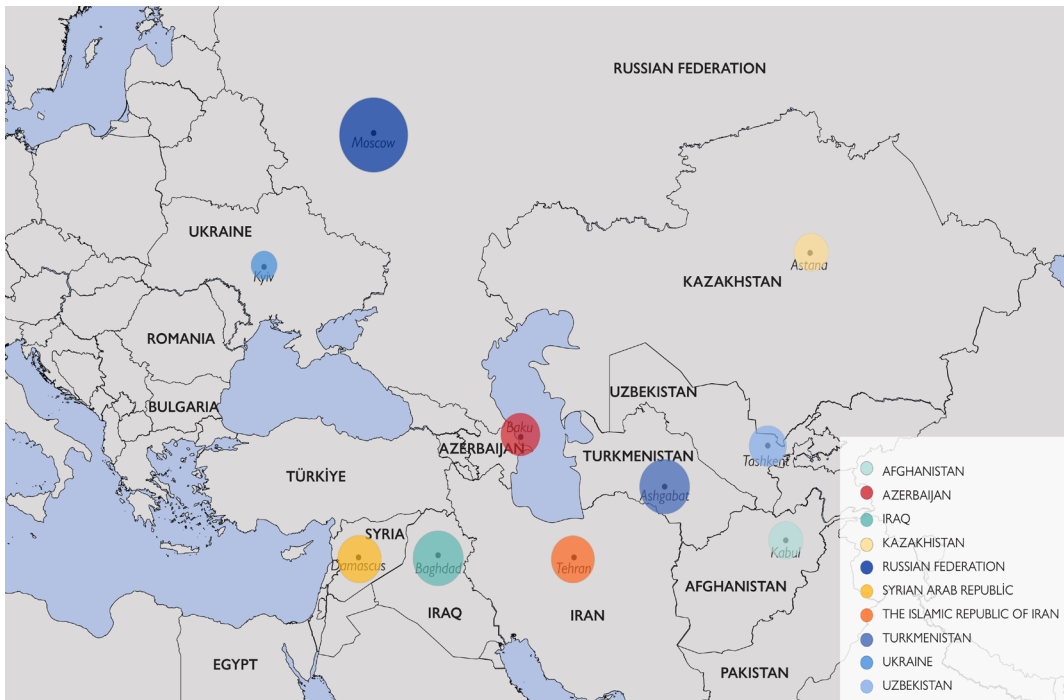 RUSSIAN FEDERATION
Moscow
UKRAINE
Kyiv
Astana
KAZAKHSTAN
ROMANIA
UZBEKISTAN
BULGARIA
Baku
AZERBAIJAN
TURKMENISTAN
Tashkent
TÜRKİYE
Ashgabat
SYRIA
Damascus
Baghdad
Tehran
Kabul
AFGHANISTAN
IRAQ
IRAN
EGYPT
PAKISTAN
AFGHANISTAN
AZERBAIJAN
IRAQ
KAZAKHISTAN
RUSSIAN FEDERATION
SYRIAN ARAB REPUBLİC
THE ISLAMIC REPUBLIC OF IRAN
TURKMENISTAN
UKRAINE
UZBEKISTAN